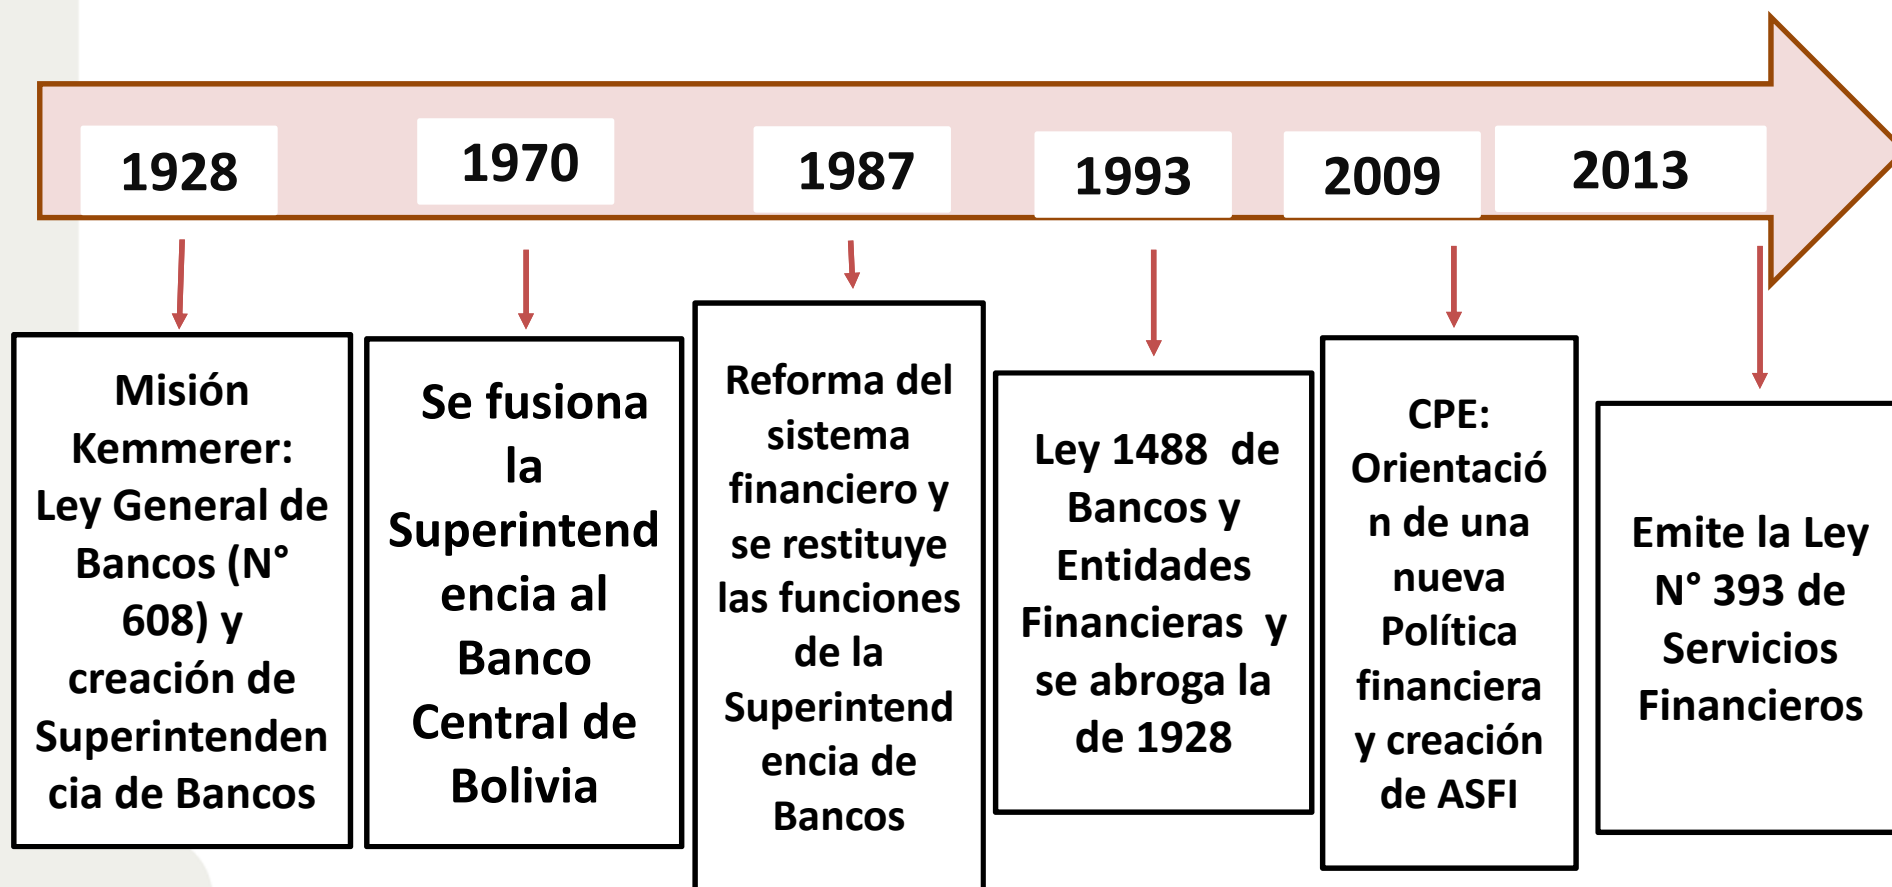 1928
1970
1987
1993
2009
2013
Misión
Kemmerer:
Ley General de
Bancos (N°
608) y
creación de
Superintenden
cia de Bancos
Se fusiona
la
Superintend
encia al
Banco
Central de
Bolivia
Reforma del
sistema
financiero y
se restituye
las funciones
de la
Superintend
encia de
Bancos
Ley 1488 de
Bancos y
Entidades
Financieras y
se abroga la
de 1928
CPE:
Orientació
n de una
nueva
Política
financiera
y creación
de ASFI
Emite la Ley
N° 393 de
Servicios
Financieros